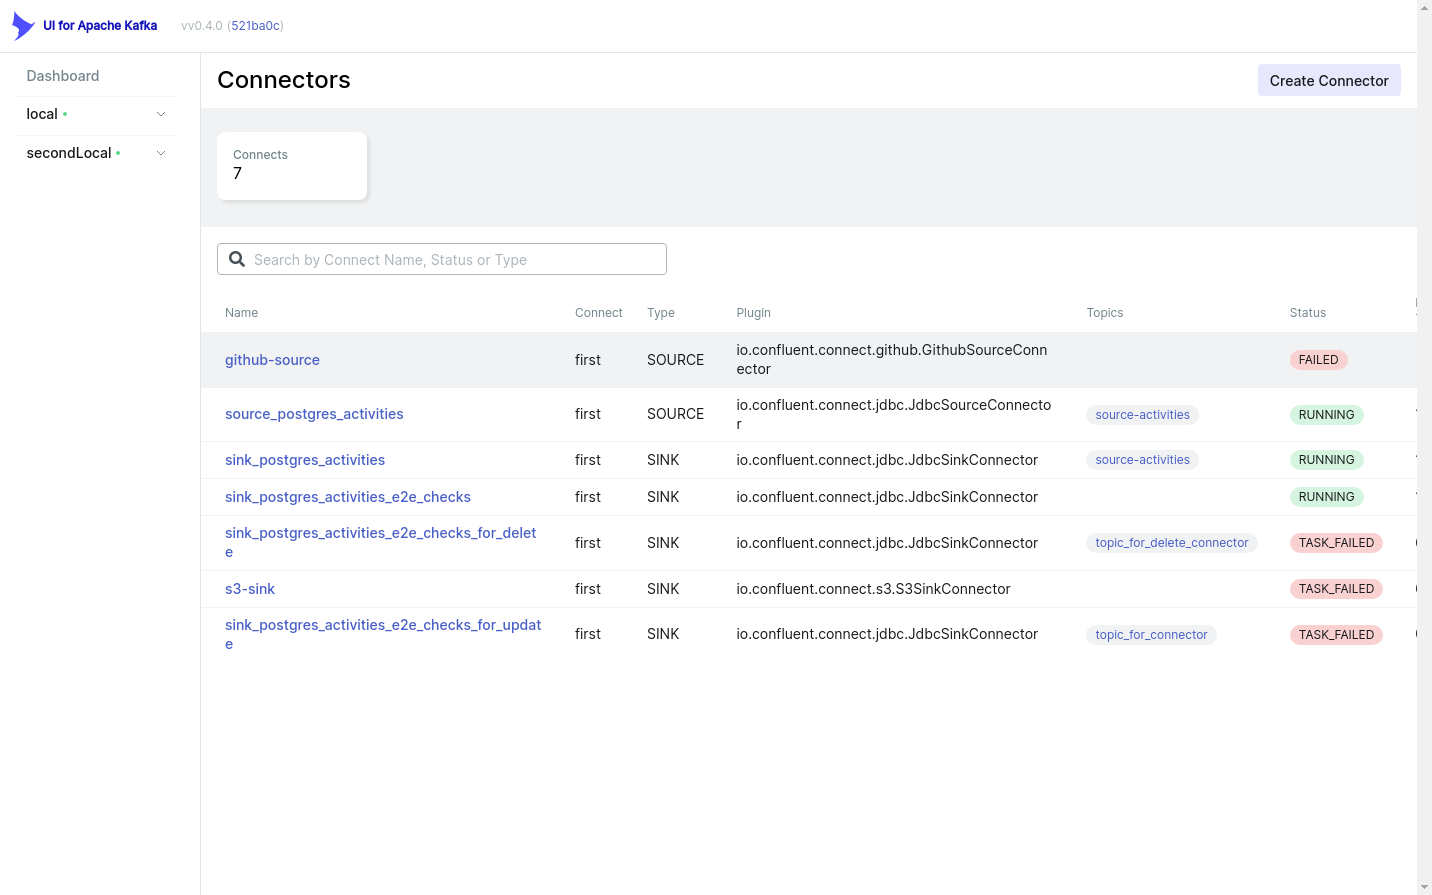 UI for Apache Kafka vv0.4.0 (521ba0c)
Dashboard
local
secondLocal
Connectors
Create Connector
Connects
7
Search by Connect Name, Status or Type
Name Connect Type Plugin Topics Status
github-source first SOURCE io.confluent.connect.github.GithubSourceConn
ector FAILED
source_postgres_activities first SOURCE io.confluent.connect.jdbc.JdbcSourceConnecto
r source-activities RUNNING
sink_postgres_activities first SINK io.confluent.connect.jdbc.JdbcSinkConnector source-activities RUNNING
sink_postgres_activities_e2e_checks first SINK io.confluent.connect.jdbc.JdbcSinkConnector RUNNING
sink_postgres_activities_e2e_checks_for_delet
e first SINK io.confluent.connect.jdbc.JdbcSinkConnector topic_for_delete_connector TASK_FAILED
s3-sink first SINK io.confluent.connect.s3.S3SinkConnector TASK_FAILED
sink_postgres_activities_e2e_checks_for_updat
e first SINK io.confluent.connect.jdbc.JdbcSinkConnector topic_for_connector TASK_FAILED